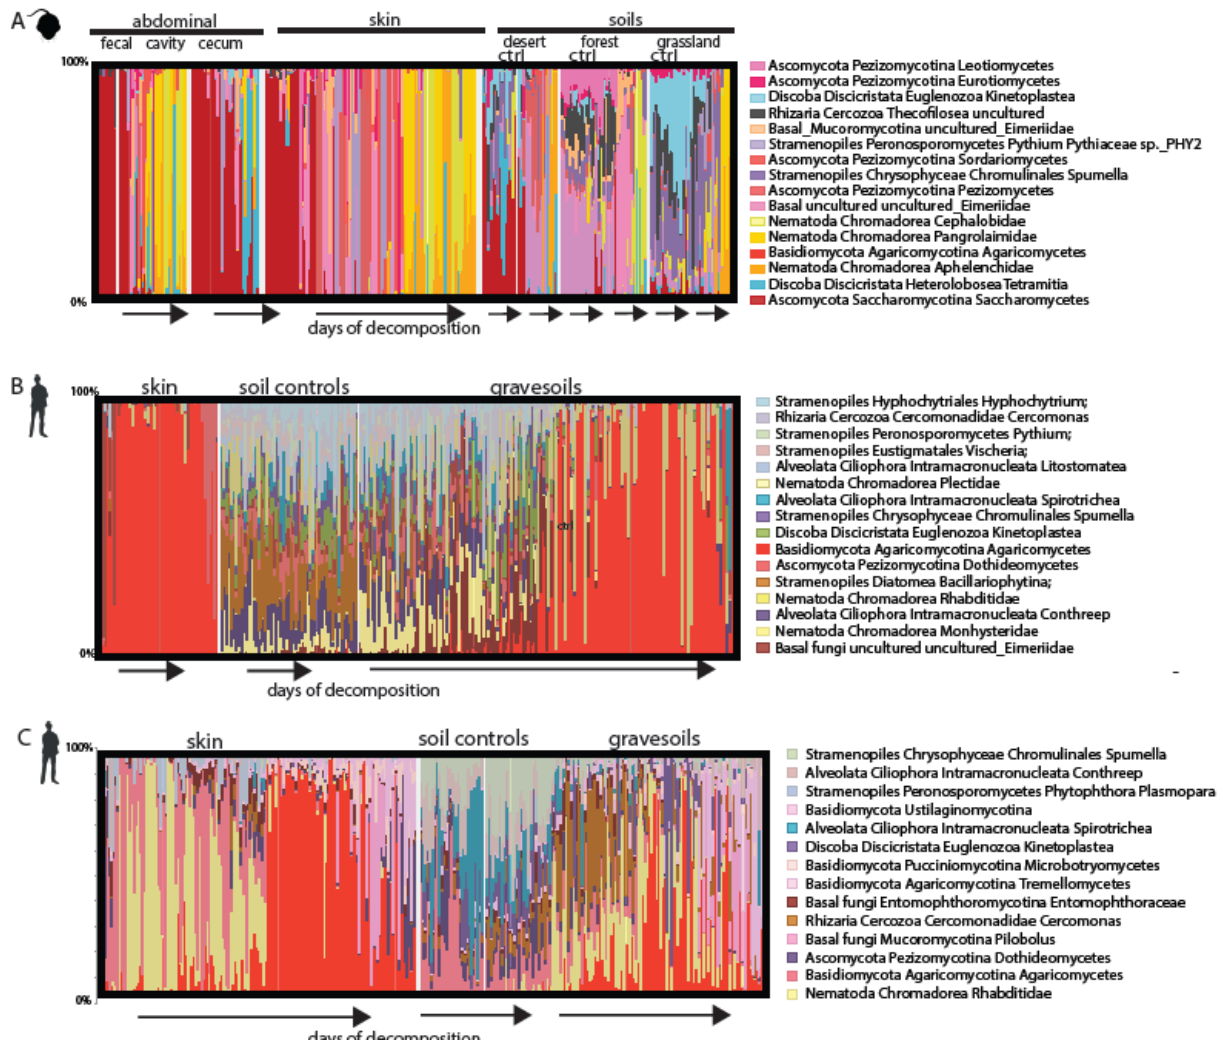 A
abdominal skin soils
fecal cavity cecum desert forest grassland
ctrl ctrl ctrl
100%
0%
days of decomposition
Ascomycota Pezizomycotina Leotiomycetes
Ascomycota Pezizomycotina Eurotiomycetes
Discoba Discicristata Euglenozoa Kinetoplastea
Rhizaria Cercozoa Thecofilosea uncultured
Basal_Mucoromycotina uncultured_Eimeriidae
Stramenopiles Peronosporomycetes Pythium Pythiaceae sp._PHY2
Ascomycota Pezizomycotina Sordariomycetes
Stramenopiles Chrysophyceae Chromulinales Spumella
Ascomycota Pezizomycotina Pezizomycetes
Basal uncultured uncultured_Eimeriidae
Nematoda Chromadorea Cephalobidae
Nematoda Chromadorea Pangrolaimidae
Basidiomycota Agaricomycotina Agaricomycetes
Nematoda Chromadorea Aphelenchidae
Discoba Discicristata Heterolobosea Tetramitia
Ascomycota Saccharomycotina Saccharomycetes
B
skin soil controls gravesoils
100%
ctrl
0%
days of decomposition
Stramenopiles Hyphochytriales Hyphochytrium;
Rhizaria Cercozoa Cercomonadidae Cercomonas
Stramenopiles Peronosporomycetes Pythium;
Stramenopiles Eustigmatales Vischeria;
Alveolata Ciliophora Intramacronucleata Litostomatea
Nematoda Chromadorea Plectidae
Alveolata Ciliophora Intramacronucleata Spirotrichea
Stramenopiles Chrysophyceae Chromulinales Spumella
Discoba Discicristata Euglenozoa Kinetoplastea
Basidiomycota Agaricomycotina Agaricomycetes
Ascomycota Pezizomycotina Dothideomycetes
Stramenopiles Diatomea Bacillariophytina;
Nematoda Chromadorea Rhabditidae
Alveolata Ciliophora Intramacronucleata Conthreep
Nematoda Chromadorea Monhysteridae
Basal fungi uncultured uncultured_Eimeriidae
C
skin soil controls gravesoils
100%
0%
days of decomposition
Stramenopiles Chrysophyceae Chromulinales Spumella
Alveolata Ciliophora Intramacronucleata Conthreep
Stramenopiles Peronosporomycetes Phytophthora Plasmopara
Basidiomycota Ustilaginomycotina
Alveolata Ciliophora Intramacronucleata Spirotrichea
Discoba Discicristata Euglenozoa Kinetoplastea
Basidiomycota Pucciniomycotina Microbotryomycetes
Basidiomycota Agaricomycotina Tremellomycetes
Basal fungi Entomophthoromycotina Entomophthoraceae
Rhizaria Cercozoa Cercomonadidae Cercomonas
Basal fungi Mucoromycotina Pilobolus
Ascomycota Pezizomycotina Dothideomycetes
Basidiomycota Agaricomycotina Agaricomycetes
Nematoda Chromadorea Rhabditidae